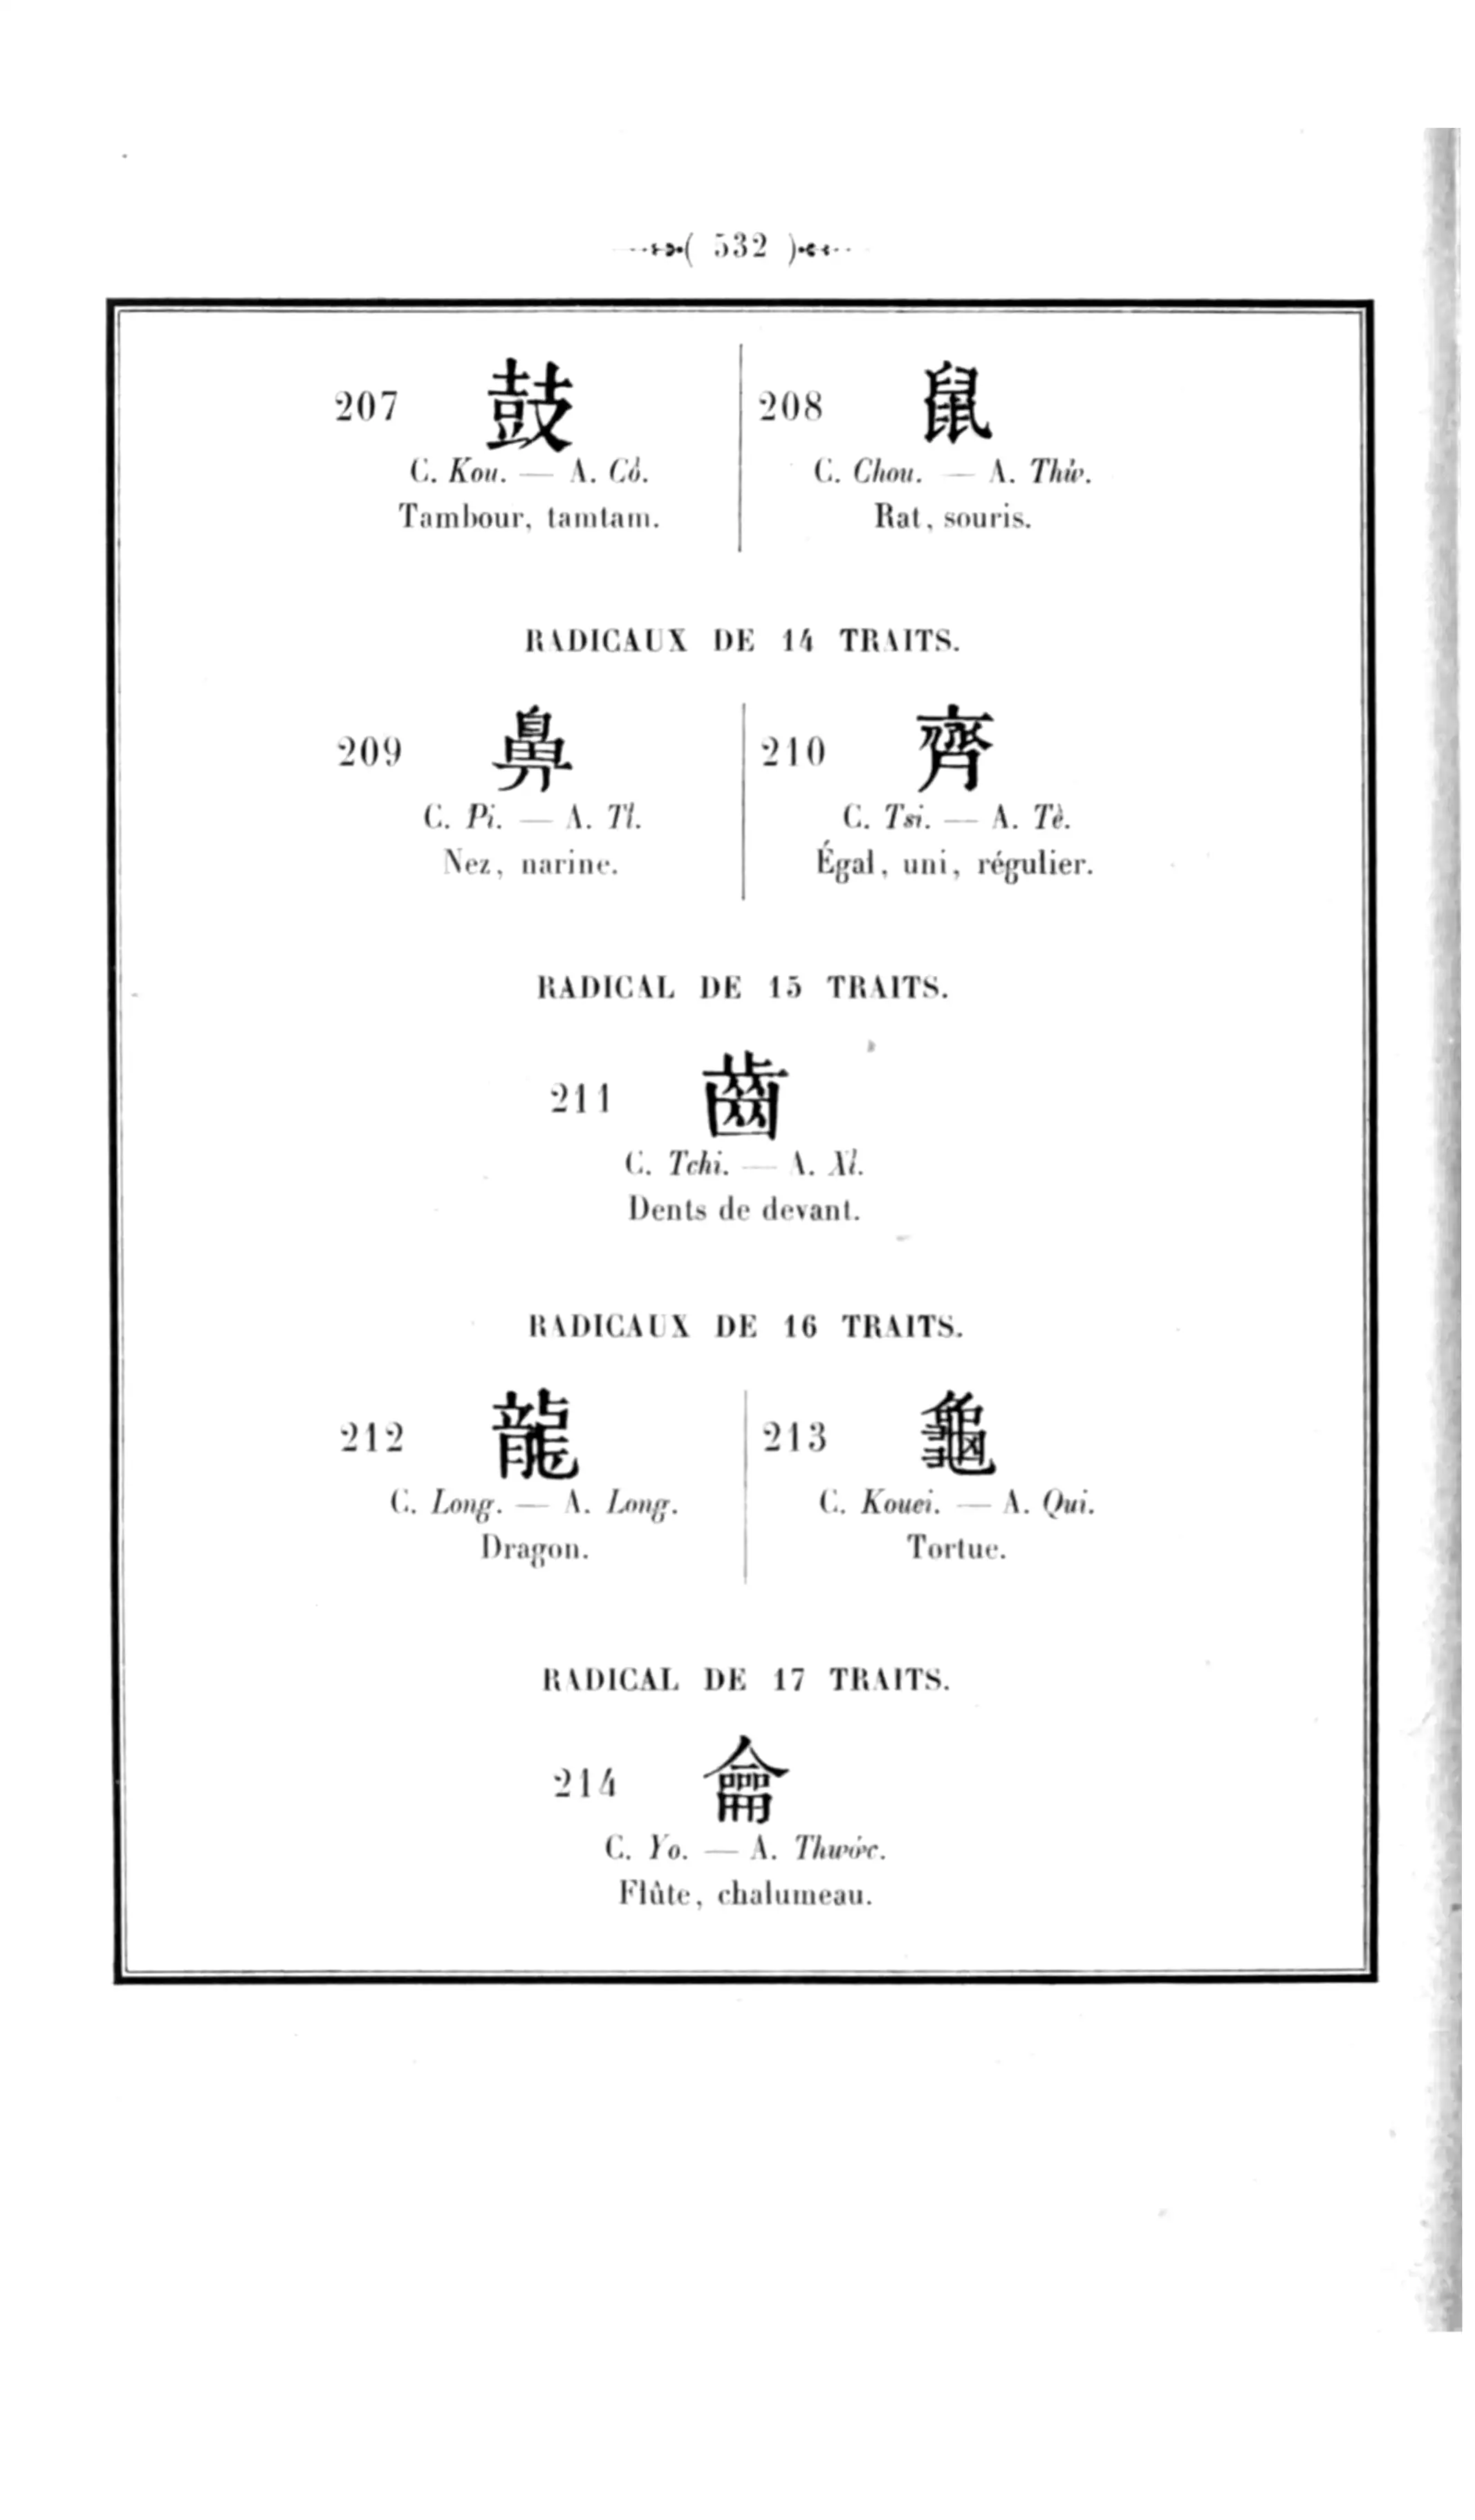 ( 532 )
207 鼓
C. Kou. — A. Cổ.
Tambour, tamtam.
208 鼠
C. Chou. — A. Thử.
Rat, souris.
RADICAUX DE 14 TRAITS.
209 鼻
C. Pi. — A. Tỉ.
Nez, narine.
210 齊
C. Tsi. — A. Tè.
Égal, uni, régulier.
RADICAL DE 15 TRAITS.
211 齒
C. Tchi. — A. Xỉ.
Dents de devant.
RADICAUX DE 16 TRAITS.
212 龍
C. Long. — A. Long.
Dragon.
213 龜
C. Kouei. — A. Qui.
Tortue.
RADICAL DE 17 TRAITS.
214 龠
C. Yo. — A. Thược.
Flûte, chalumeau.